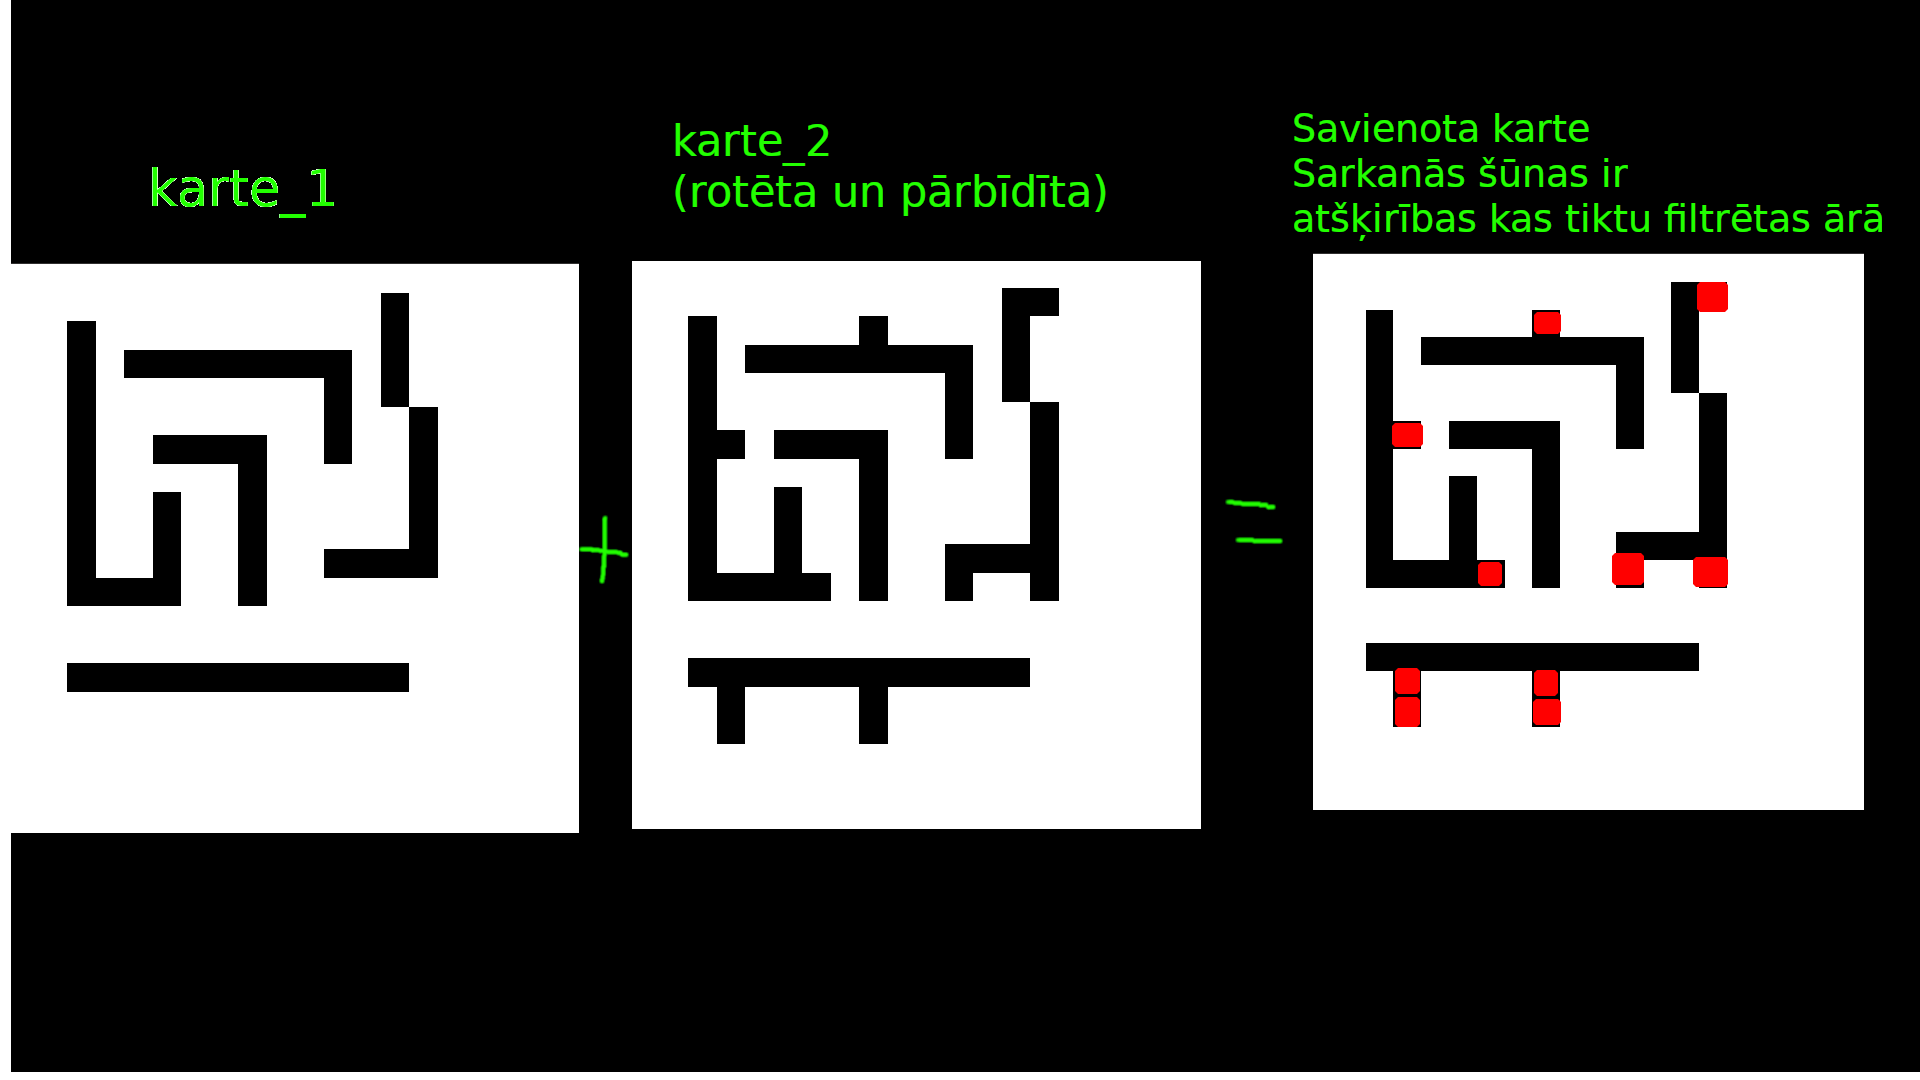 karte_1
karte_2
(rotēta un pārbīdīta)
Savienota karte
Sarkanās šūnas ir
atšķirības kas tiktu filtrētas ārā
+
=